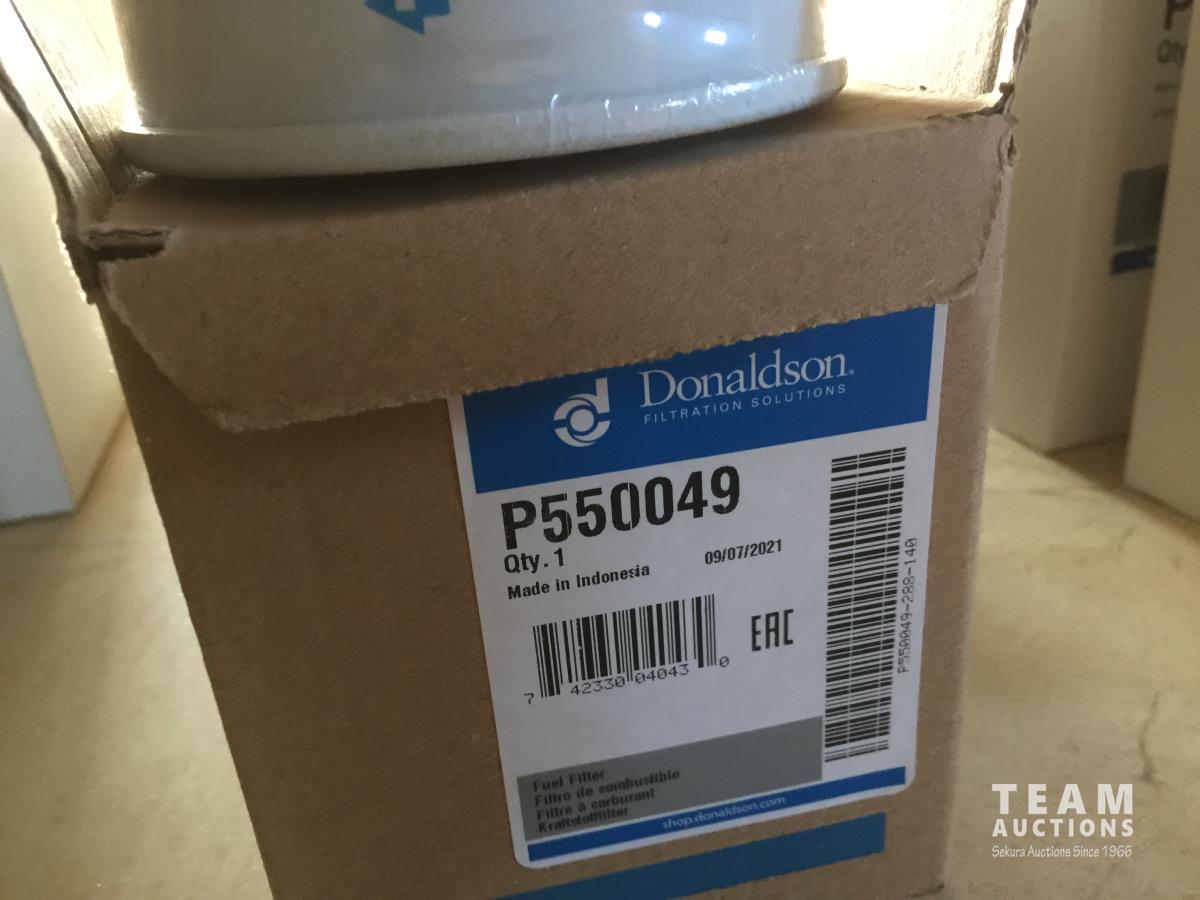 Donaldson®
FILTRATION SOLUTIONS
P550049
Qty. 1
09/07/2021
Made in Indonesia
7 42330 04043 0
EAC
P550049-288-140
Fuel Filter
Filtro de combustible
Filtre à carburant
Kraftstoffilter
shop.donaldson.com
TEAM
AUCTIONS
Sekura Auctions Since 1966